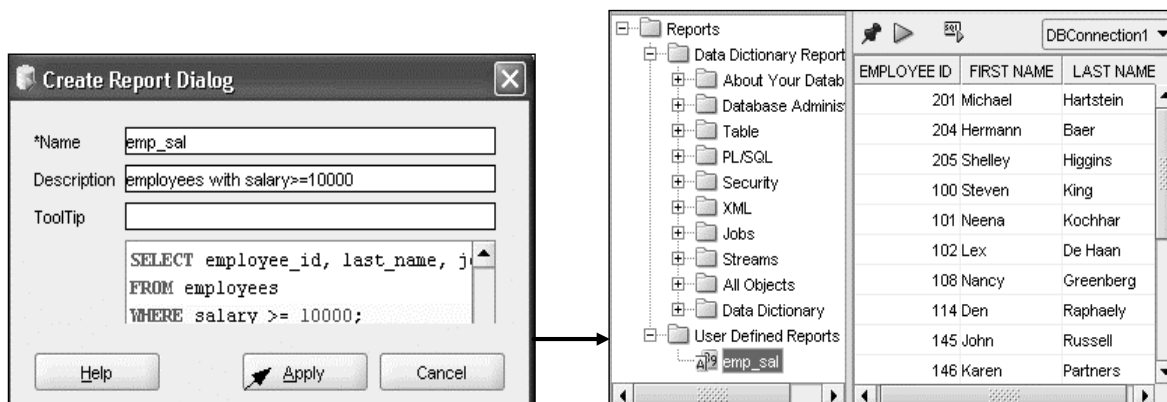 Create Report Dialog
*Name emp_sal
Description employees with salary>=10000
ToolTip
SELECT employee_id, last_name, j
FROM employees
WHERE salary >= 10000;
Help Apply Cancel
Reports
Data Dictionary Report
About Your Datab
Database Adminis
Table
PL/SQL
Security
XML
Jobs
Streams
All Objects
Data Dictionary
User Defined Reports
emp_sal
SQL DBConnection1
EMPLOYEE ID FIRST NAME LAST NAME
201 Michael Hartstein
204 Hermann Baer
205 Shelley Higgins
100 Steven King
101 Neena Kochhar
102 Lex De Haan
108 Nancy Greenberg
114 Den Raphaely
145 John Russell
146 Karen Partners